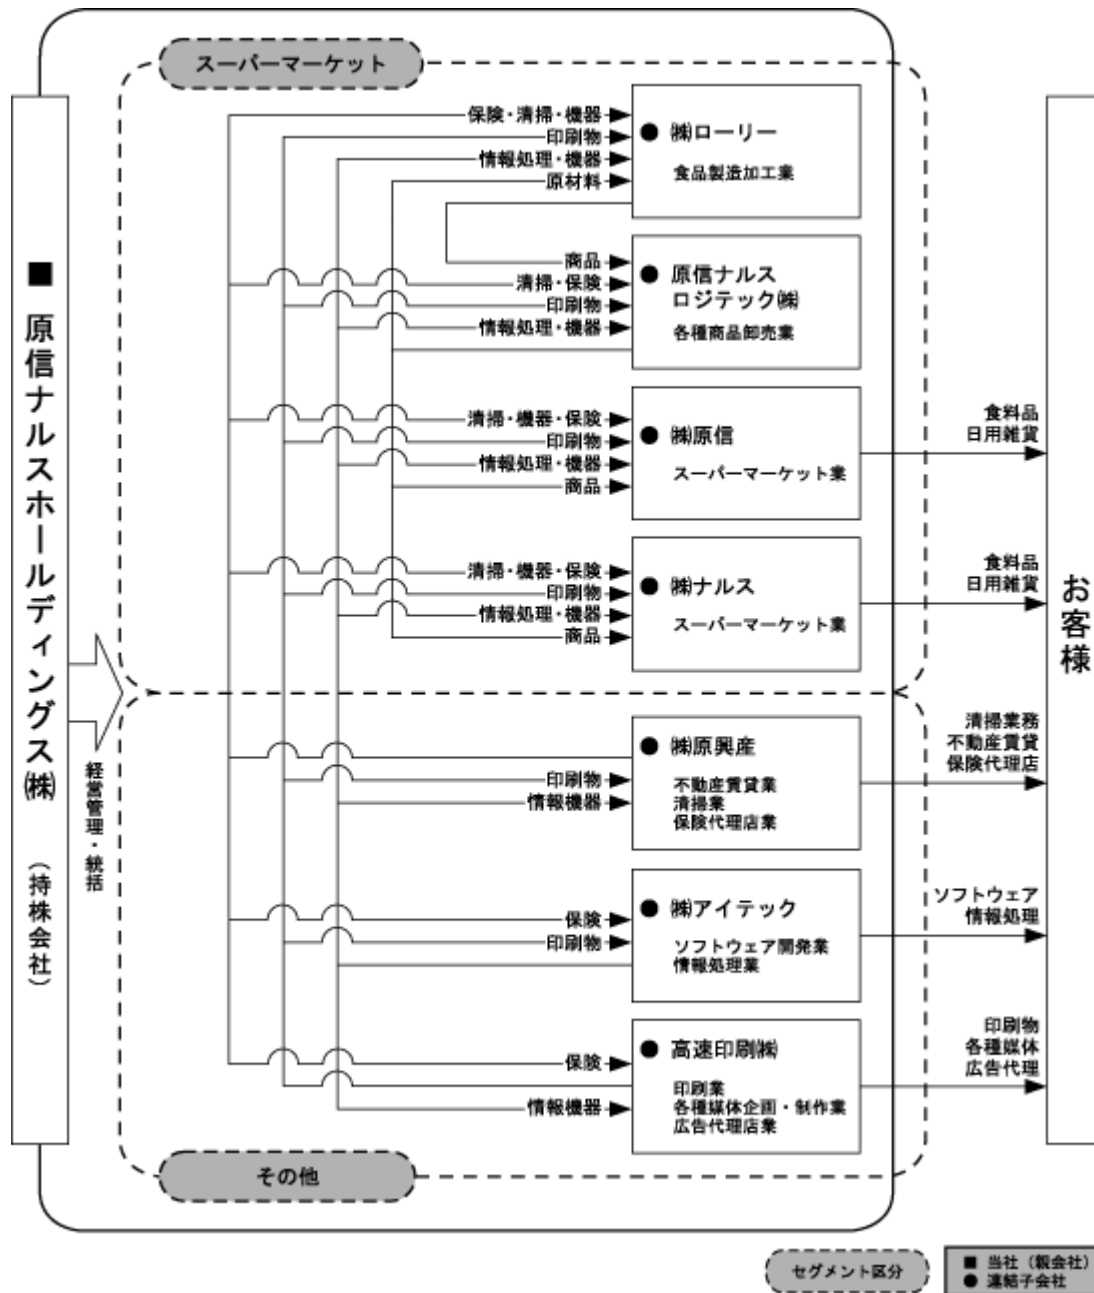 スーパーマーケット
■ 原信ナルスホールディングス㈱ （持株会社）
経営管理・統括
保険・清掃・機器
印刷物
情報処理・機器
原材料
● ㈱ローリー
食品製造加工業
商品
清掃・保険
印刷物
情報処理・機器
● 原信ナルス
ロジテック㈱
各種商品卸売業
清掃・機器・保険
印刷物
情報処理・機器
商品
● ㈱原信
スーパーマーケット業
食料品
日用雑貨
清掃・機器・保険
印刷物
情報処理・機器
商品
● ㈱ナルス
スーパーマーケット業
食料品
日用雑貨
お客様
印刷物
情報機器
● ㈱原興産
不動産賃貸業
清掃業
保険代理店業
清掃業務
不動産賃貸
保険代理店
保険
印刷物
● ㈱アイテック
ソフトウェア開発業
情報処理業
ソフトウェア
情報処理
保険
情報機器
● 高速印刷㈱
印刷業
各種媒体企画・制作業
広告代理店業
印刷物
各種媒体
広告代理
その他
セグメント区分
■ 当社（親会社）
● 連結子会社